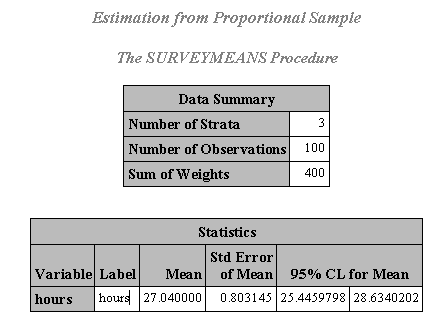 Estimation from Proportional Sample
The SURVEYMEANS Procedure
Data Summary
Number of Strata 3
Number of Observations 100
Sum of Weights 400
Statistics
Variable Label Mean Std Error of Mean 95% CL for Mean
hours hours 27.040000 0.803145 25.4459798 28.6340202